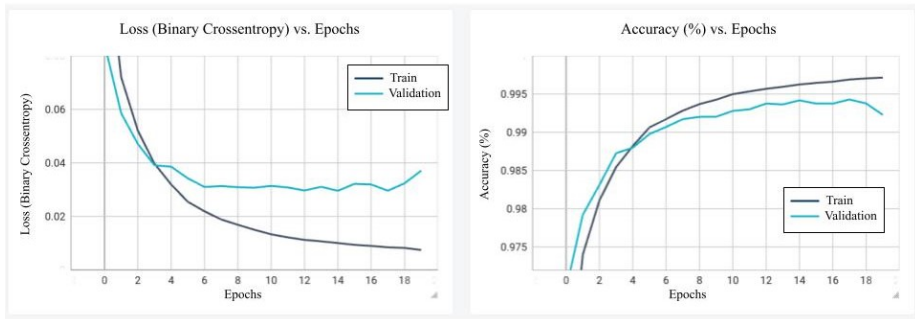 Loss (Binary Crossentropy) vs. Epochs
Train
Validation
Loss (Binary Crossentropy)
0.06
0.04
0.02
0 2 4 6 8 10 12 14 16 18
Epochs
Accuracy (%) vs. Epochs
Accuracy (%)
0.995
0.99
0.985
0.98
0.975
Train
Validation
0 2 4 6 8 10 12 14 16 18
Epochs